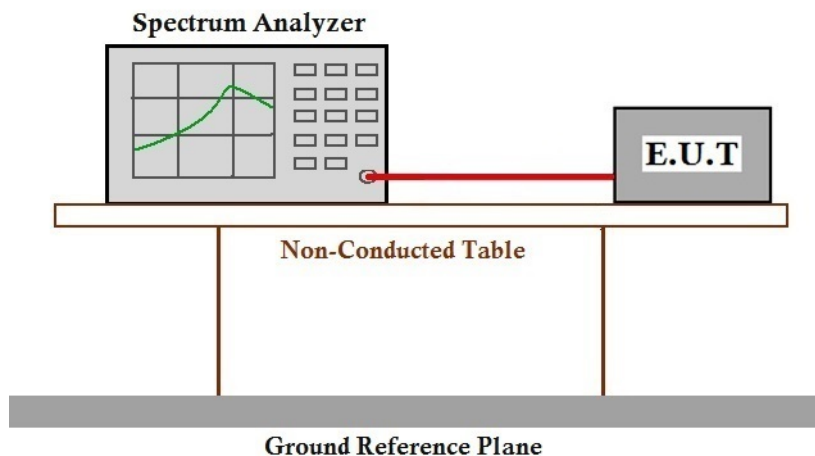 Spectrum Analyzer
E.U.T
Non-Conducted Table
Ground Reference Plane